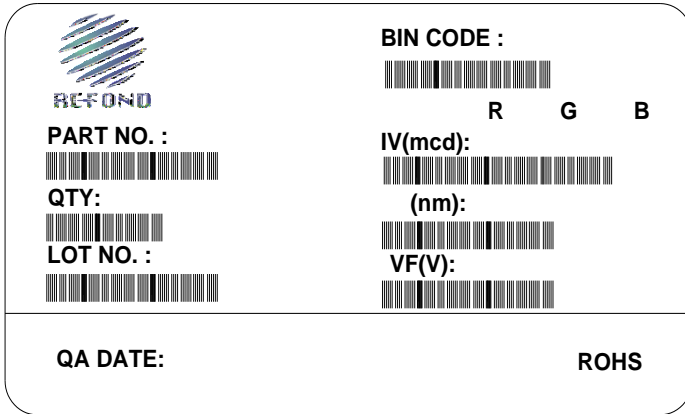 REFOND
PART NO. :
QTY:
LOT NO. :
BIN CODE :
R G B
IV(mcd):
(nm):
VF(V):
QA DATE:
ROHS